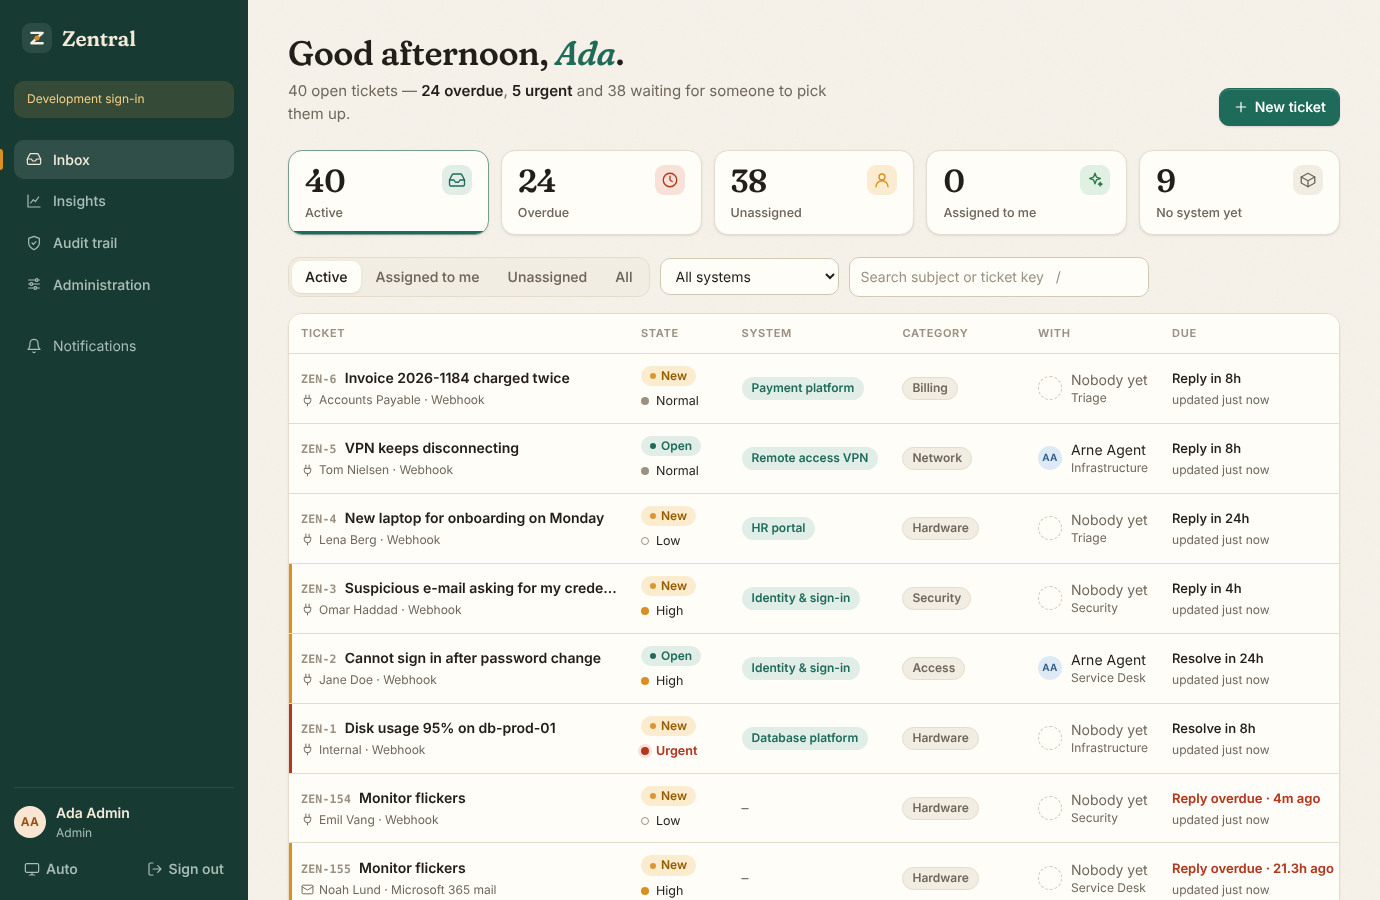 Zentral
Development sign-in
Inbox
Insights
Audit trail
Administration
Notifications
AA
Ada Admin
Admin
Auto
Sign out
Good afternoon, Ada.
40 open tickets — 24 overdue, 5 urgent and 38 waiting for someone to pick
them up.
+ New ticket
40
Active
24
Overdue
38
Unassigned
0
Assigned to me
9
No system yet
Active
Assigned to me
Unassigned
All
All systems
Search subject or ticket key /
TICKET STATE SYSTEM CATEGORY WITH DUE
ZEN-6 Invoice 2026-1184 charged twice
Accounts Payable · Webhook
New
Normal
Payment platform
Billing
Nobody yet
Triage
Reply in 8h
updated just now
ZEN-5 VPN keeps disconnecting
Tom Nielsen · Webhook
Open
Normal
Remote access VPN
Network
AA
Arne Agent
Infrastructure
Reply in 8h
updated just now
ZEN-4 New laptop for onboarding on Monday
Lena Berg · Webhook
New
Low
HR portal
Hardware
Nobody yet
Triage
Reply in 24h
updated just now
ZEN-3 Suspicious e-mail asking for my crede...
Omar Haddad · Webhook
New
High
Identity & sign-in
Security
Nobody yet
Security
Reply in 4h
updated just now
ZEN-2 Cannot sign in after password change
Jane Doe · Webhook
Open
High
Identity & sign-in
Access
AA
Arne Agent
Service Desk
Resolve in 24h
updated just now
ZEN-1 Disk usage 95% on db-prod-01
Internal · Webhook
New
Urgent
Database platform
Hardware
Nobody yet
Infrastructure
Resolve in 8h
updated just now
ZEN-154 Monitor flickers
Emil Vang · Webhook
New
Low
–
Hardware
Nobody yet
Security
Reply overdue · 4m ago
updated just now
ZEN-155 Monitor flickers
Noah Lund · Microsoft 365 mail
New
High
–
Hardware
Nobody yet
Service Desk
Reply overdue · 21.3h ago
updated just now